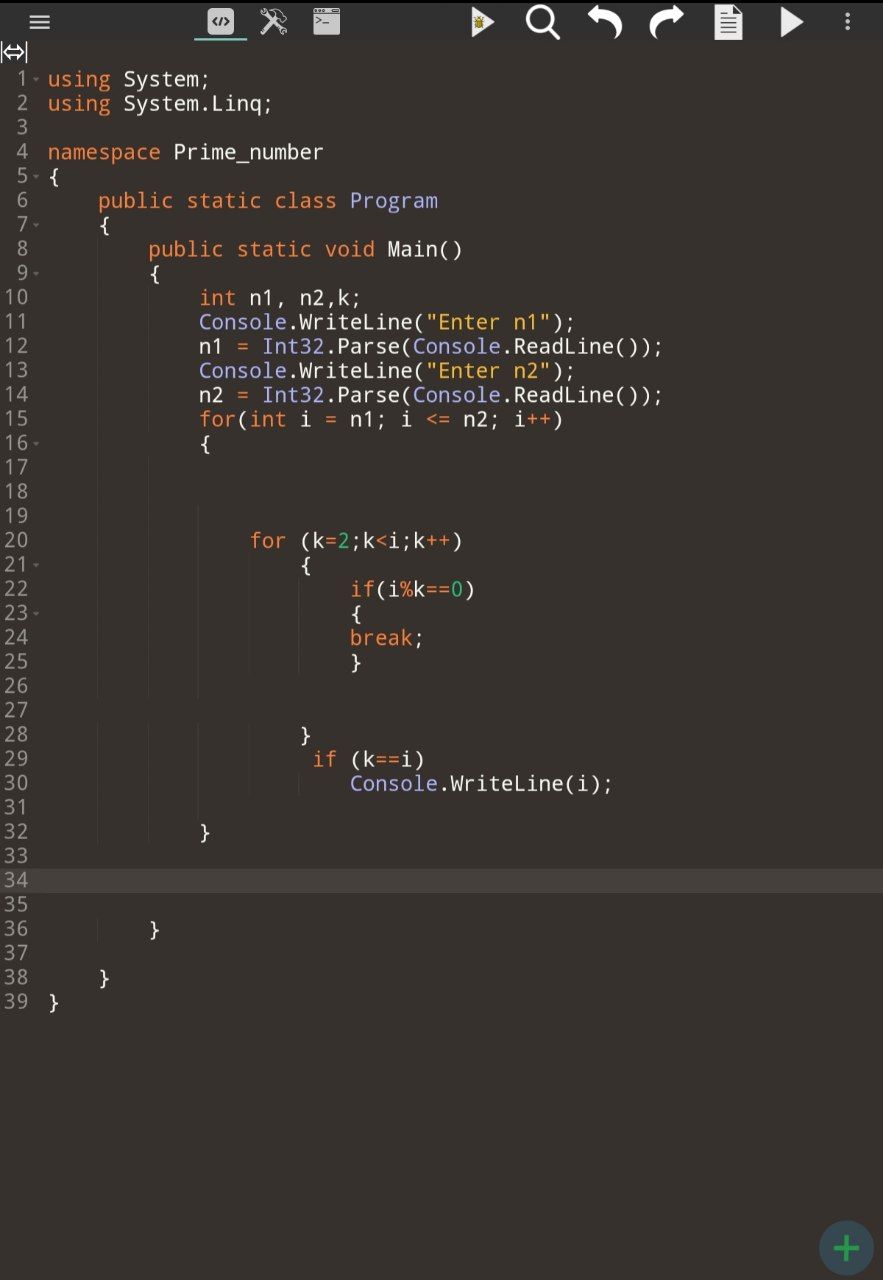 </>
>_
1 using System;
2 using System.Linq;
3
4 namespace Prime_number
5 {
6     public static class Program
7     {
8         public static void Main()
9         {
10             int n1, n2,k;
11             Console.WriteLine("Enter n1");
12             n1 = Int32.Parse(Console.ReadLine());
13             Console.WriteLine("Enter n2");
14             n2 = Int32.Parse(Console.ReadLine());
15             for(int i = n1; i <= n2; i++)
16             {
17
18
19
20                 for (k=2;k<i;k++)
21                     {
22                         if(i%k==0)
23                         {
24                         break;
25                         }
26
27
28                     }
29                      if (k==i)
30                         Console.WriteLine(i);
31
32             }
33
34
35
36         }
37
38     }
39 }